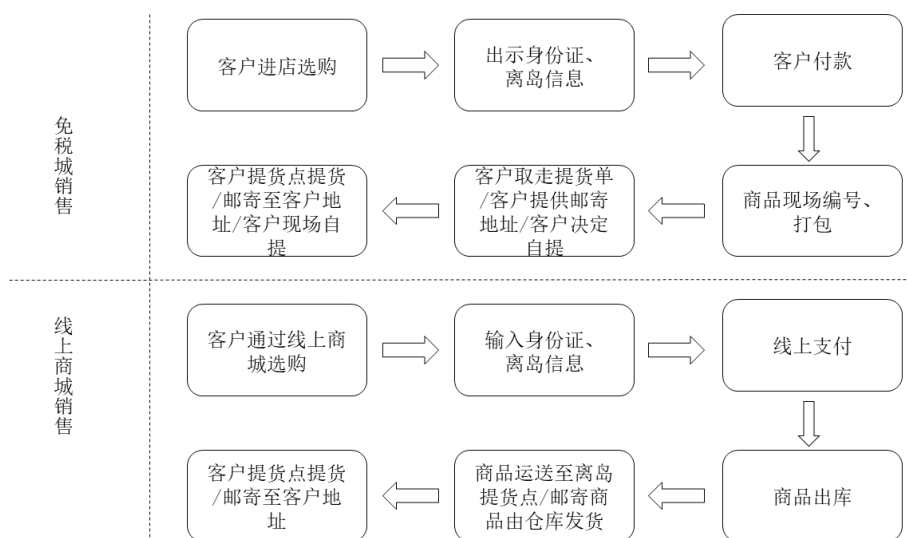 免税城销售
客户进店选购
出示身份证、
离岛信息
客户付款
商品现场编号、
打包
客户取走提货单
/客户提供邮寄
地址/客户决定
自提
客户提货点提货
/邮寄至客户地
址/客户现场自
提
线上商城销售
客户通过线上商
城选购
输入身份证、
离岛信息
线上支付
商品出库
商品运送至离岛
提货点/邮寄商
品由仓库发货
客户提货点提货
/邮寄至客户地
址